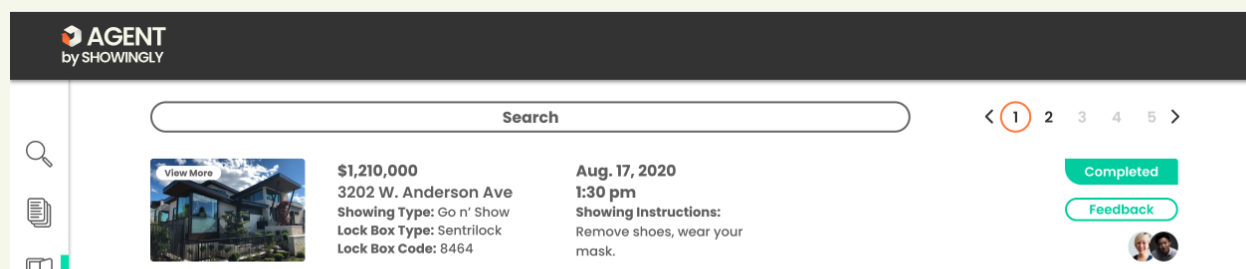 AGENT
by SHOWINGLY
Search
< 1 2 3 4 5 >
View More
$1,210,000
3202 W. Anderson Ave
Showing Type: Go n' Show
Lock Box Type: Sentrilock
Lock Box Code: 8464
Aug. 17, 2020
1:30 pm
Showing Instructions:
Remove shoes, wear your
mask.
Completed
Feedback